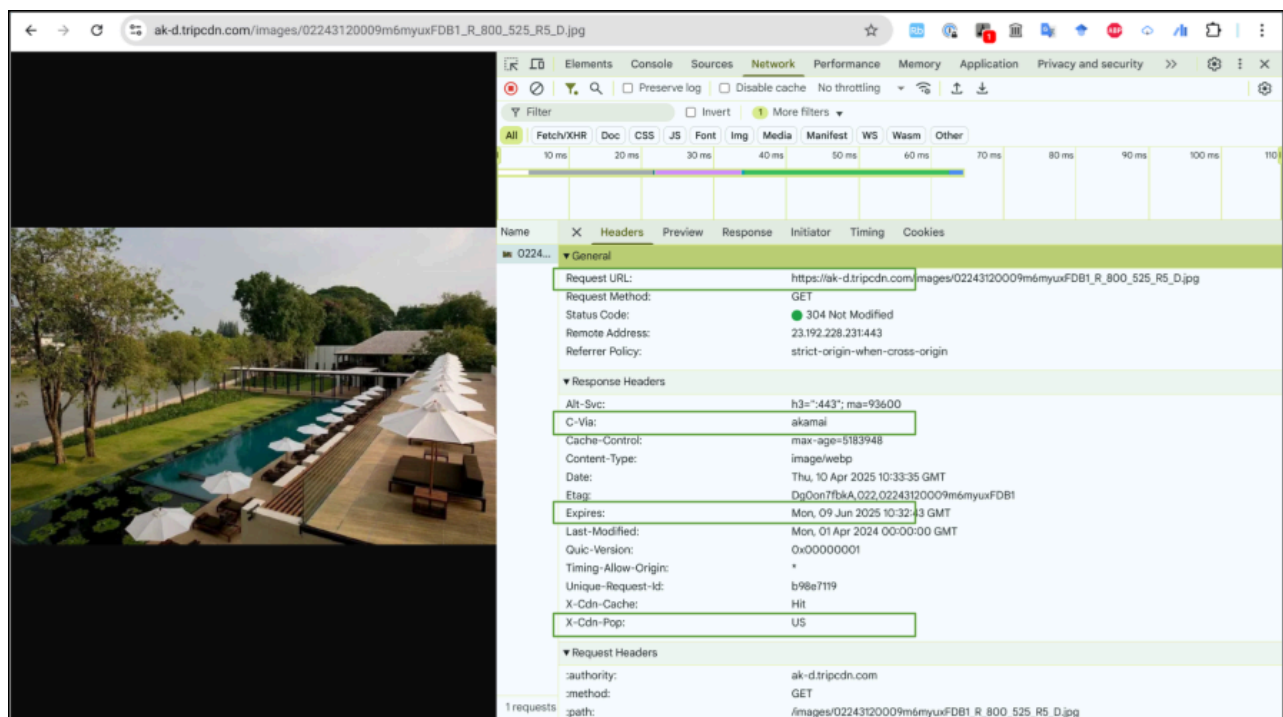 ak-d.tripcdn.com/images/02243120009m6myuxFDB1_R_800_525_R5_D.jpg
Rb
1
ABP
Elements Console Sources Network Performance Memory Application Privacy and security >>
Preserve log Disable cache No throttling
Filter Invert 1 More filters
All Fetch/XHR Doc CSS JS Font Img Media Manifest WS Wasm Other
10 ms 20 ms 30 ms 40 ms 50 ms 60 ms 70 ms 80 ms 90 ms 100 ms 110
Name Headers Preview Response Initiator Timing Cookies
0224... General
Request URL: https://ak-d.tripcdn.com/images/02243120009m6myuxFDB1_R_800_525_R5_D.jpg
Request Method: GET
Status Code: 304 Not Modified
Remote Address: 23.192.228.231:443
Referrer Policy: strict-origin-when-cross-origin
Response Headers
Alt-Svc: h3=":443"; ma=93600
C-Via: akamai
Cache-Control: max-age=5183948
Content-Type: image/webp
Date: Thu, 10 Apr 2025 10:33:35 GMT
Etag: Dg0on7fbkA,022,02243120009m6myuxFDB1
Expires: Mon, 09 Jun 2025 10:32:43 GMT
Last-Modified: Mon, 01 Apr 2024 00:00:00 GMT
Quic-Version: 0x00000001
Timing-Allow-Origin: *
Unique-Request-Id: b98e7119
X-Cdn-Cache: Hit
X-Cdn-Pop: US
Request Headers
:authority: ak-d.tripcdn.com
:method: GET
1 requests :path: /images/02243120009m6myuxFDB1_R_800_525_R5_D.jpg